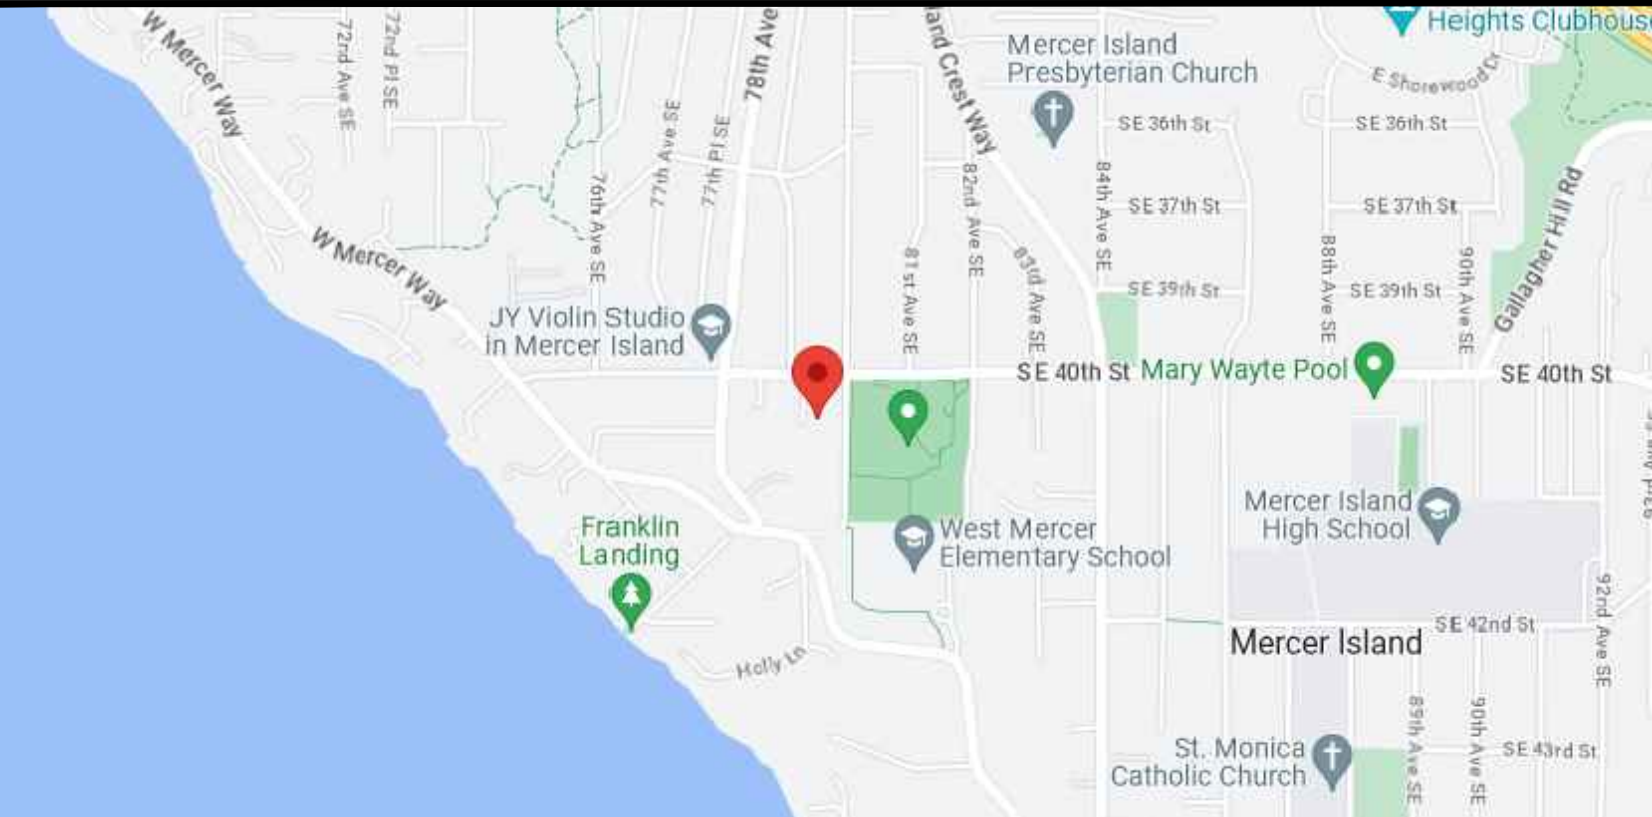 Heights Clubhouse
W Mercer Way
72nd Ave SE
72nd Pl SE
78th Ave
land Crest Way
Mercer Island
Presbyterian Church
E Shorewood Dr
SE 36th St
SE 36th St
77th Ave SE
77th Pl SE
76th Ave SE
82nd Ave SE
84th Ave SE
SE 37th St
SE 37th St
Gallagher Hill Rd
W Mercer Way
81st Ave SE
83rd Ave SE
88th Ave SE
90th Ave SE
SE 39th St
SE 39th St
JY Violin Studio
in Mercer Island
SE 40th St
Mary Wayte Pool
SE 40th St
Mercer Island
High School
Franklin
Landing
West Mercer
Elementary School
92nd Ave SE
SE 42nd St
Mercer Island
Holly Ln
89th Ave SE
90th Ave SE
SE 43rd St
St. Monica
Catholic Church